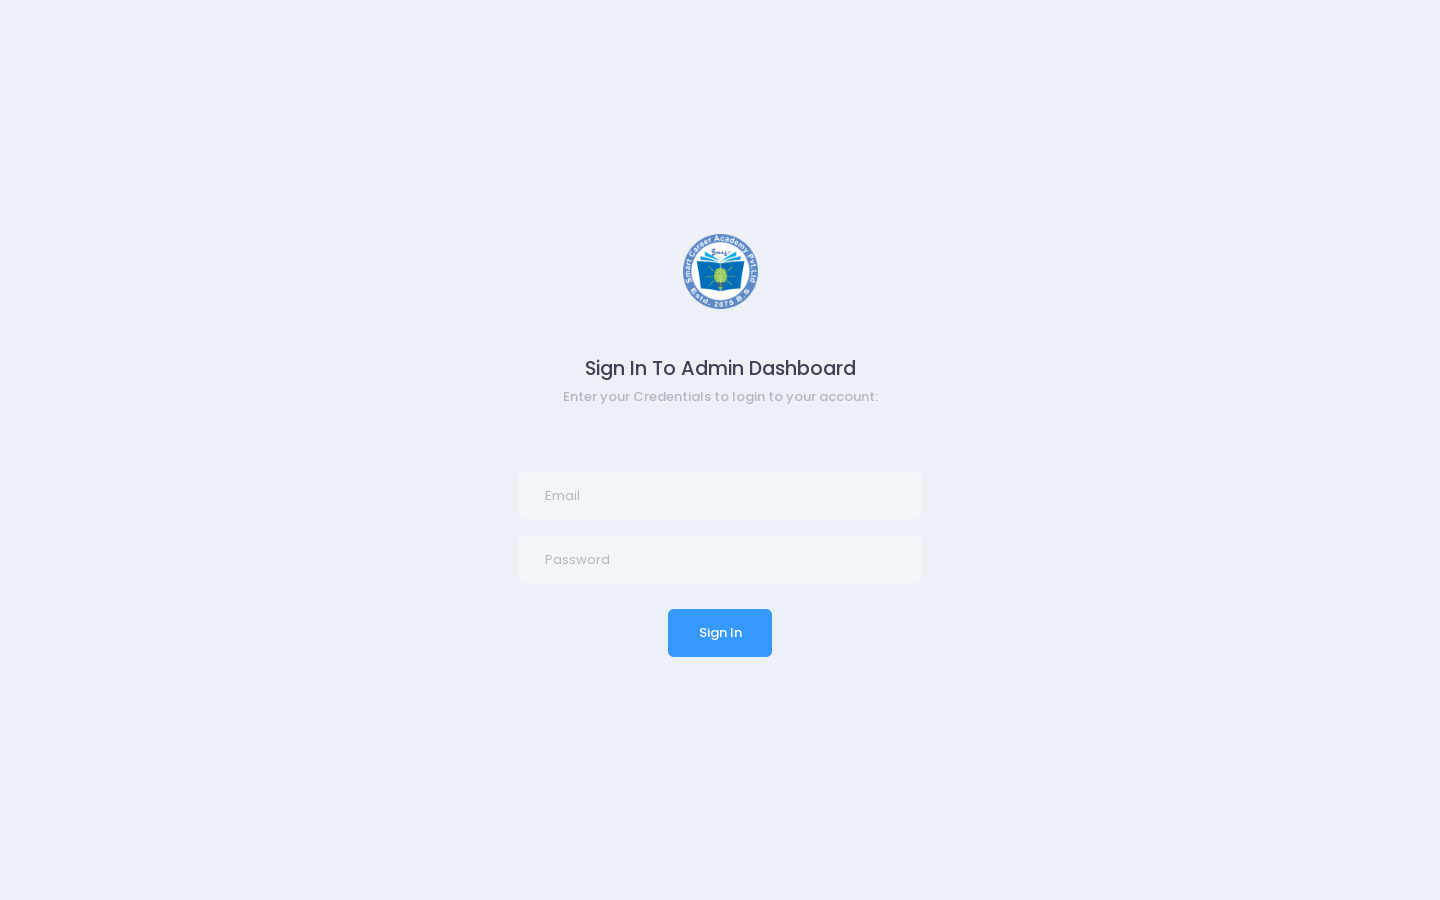 Smart Career Academy Pvt.Ltd
Smart
Estd. 2075 B.S
Sign In To Admin Dashboard
Enter your Credentials to login to your account:
Email
Password
Sign In